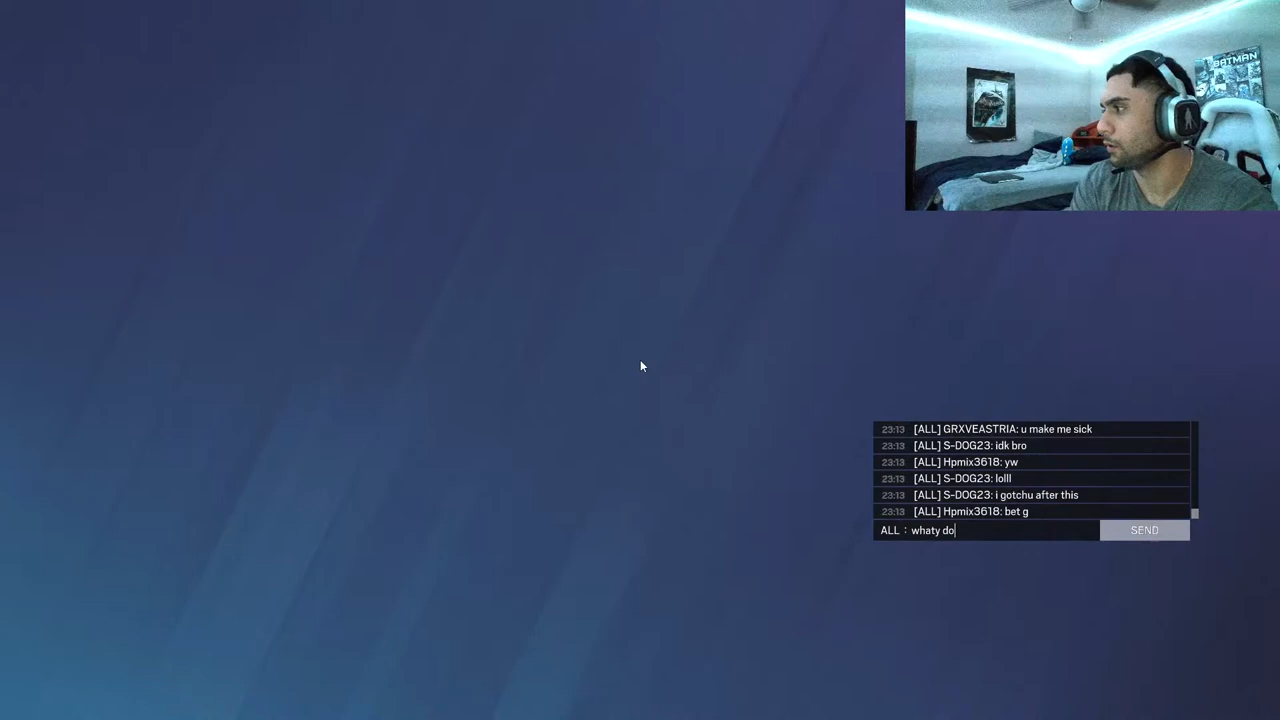 BATMAN
23:13 [ALL] GRXVEASTRIA: u make me sick
23:13 [ALL] S-DOG23: idk bro
23:13 [ALL] Hpmix3618: yw
23:13 [ALL] S-DOG23: lolll
23:13 [ALL] S-DOG23: i gotchu after this
23:13 [ALL] Hpmix3618: bet g
ALL : whaty do SEND